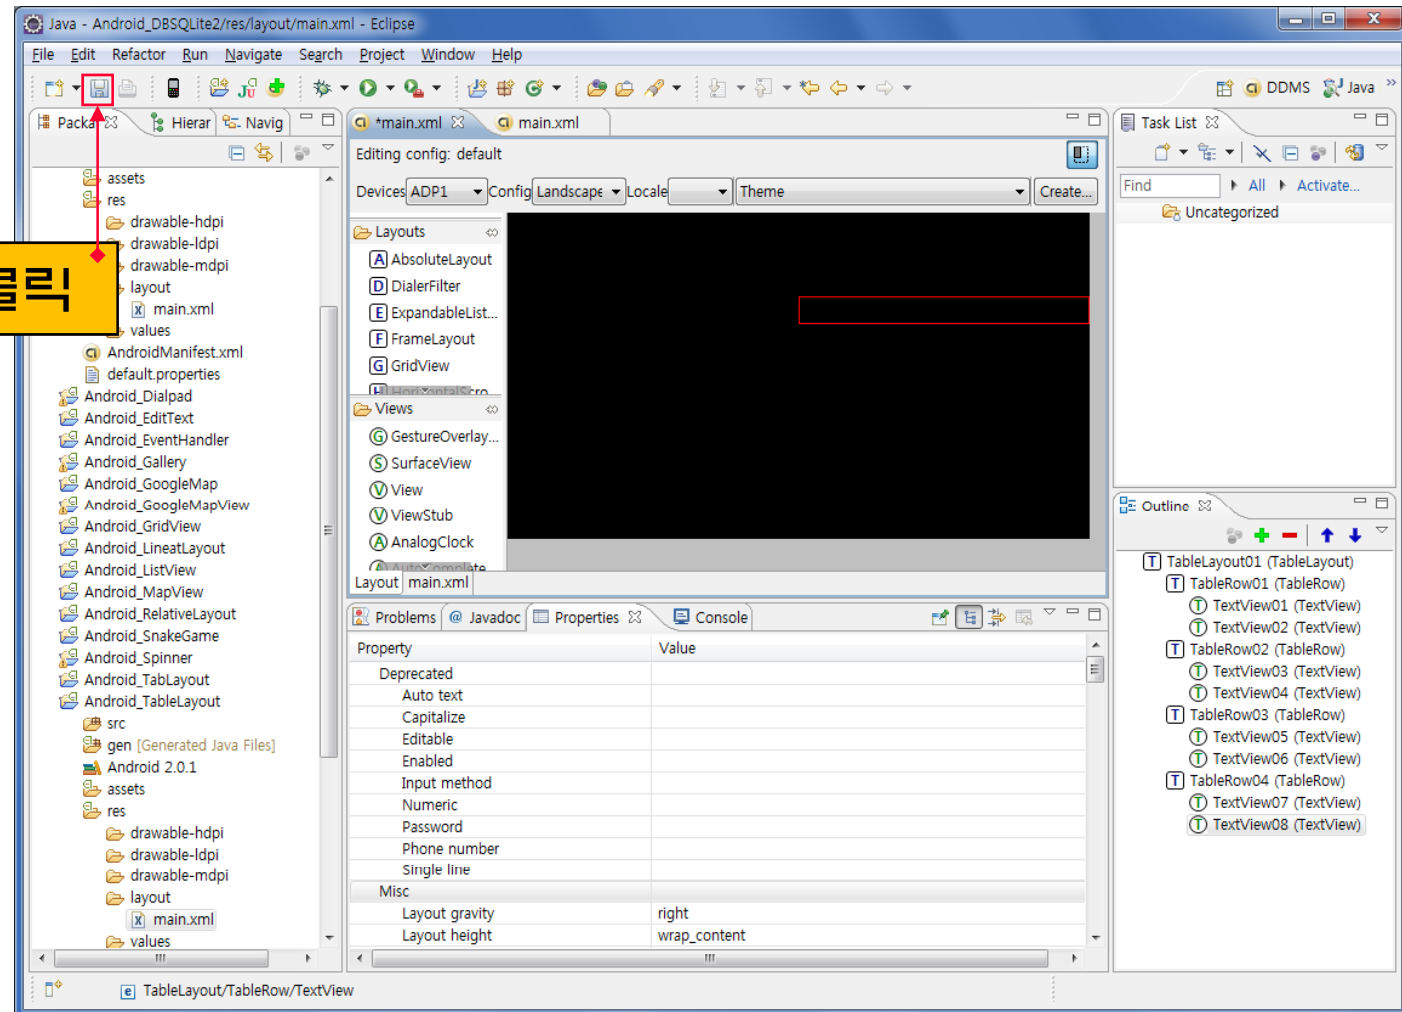 Java - Android_DBSQLite2/res/layout/main.xml - Eclipse
File Edit Refactor Run Navigate Search Project Window Help
DDMS Java
Hierar Navig
assets
res
drawable-hdpi
drawable-ldpi
drawable-mdpi
layout
main.xml
values
AndroidManifest.xml
default.properties
Android_Dialpad
Android_EditText
Android_EventHandler
Android_Gallery
Android_GoogleMap
Android_GoogleMapView
Android_GridView
Android_LineatLayout
Android_ListView
Android_MapView
Android_RelativeLayout
Android_SnakeGame
Android_Spinner
Android_TabLayout
Android_TableLayout
src
gen [Generated Java Files]
Android 2.0.1
assets
res
drawable-hdpi
drawable-ldpi
drawable-mdpi
layout
main.xml
values
클릭
*main.xml main.xml
Editing config: default
Devices ADP1 Config Landscape Locale Theme Create...
Layouts
AbsoluteLayout
DialerFilter
ExpandableList...
FrameLayout
GridView
Views
GestureOverlay...
SurfaceView
View
ViewStub
AnalogClock
Layout main.xml
Problems Javadoc Properties Console
Property Value
Deprecated
Auto text
Capitalize
Editable
Enabled
Input method
Numeric
Password
Phone number
Single line
Misc
Layout gravity right
Layout height wrap_content
Task List
Find All Activate...
Uncategorized
Outline
TableLayout01 (TableLayout)
TableRow01 (TableRow)
TextView01 (TextView)
TextView02 (TextView)
TableRow02 (TableRow)
TextView03 (TextView)
TextView04 (TextView)
TableRow03 (TableRow)
TextView05 (TextView)
TextView06 (TextView)
TableRow04 (TableRow)
TextView07 (TextView)
TextView08 (TextView)
TableLayout/TableRow/TextView